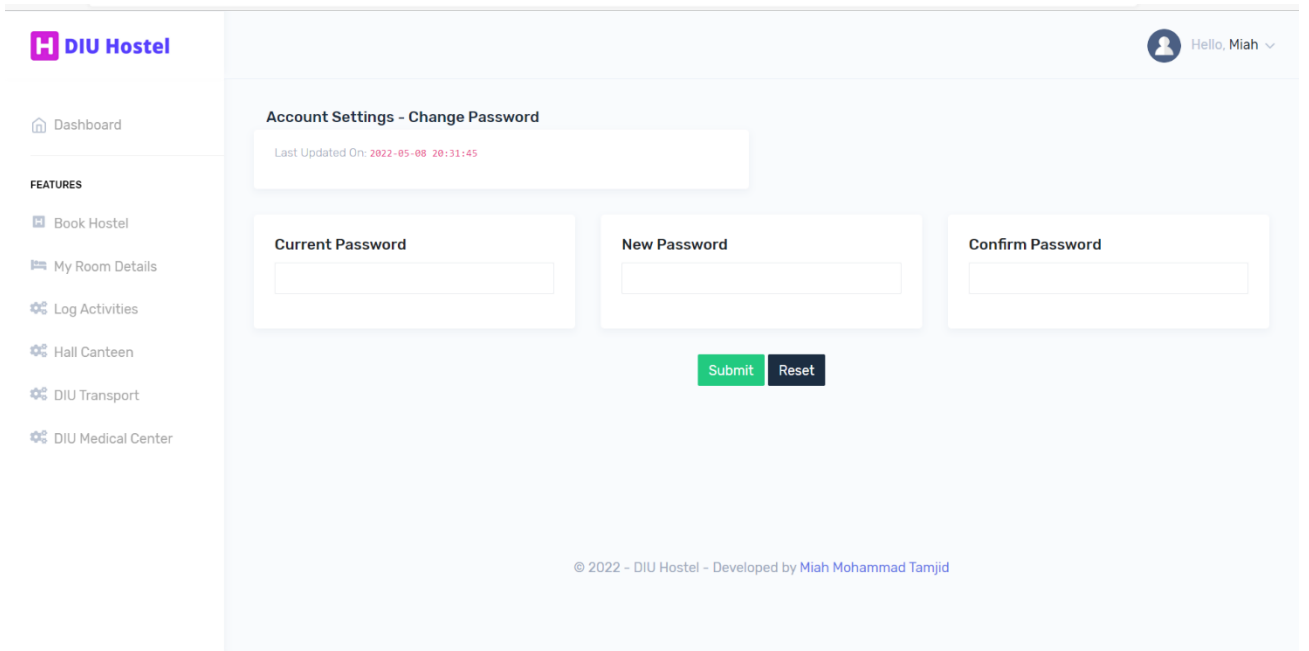 H DIU Hostel
Hello, Miah
Dashboard
FEATURES
Book Hostel
My Room Details
Log Activities
Hall Canteen
DIU Transport
DIU Medical Center
Account Settings - Change Password
Last Updated On: 2022-05-08 20:31:45
Current Password
New Password
Confirm Password
Submit
Reset
© 2022 - DIU Hostel - Developed by Miah Mohammad Tamjid